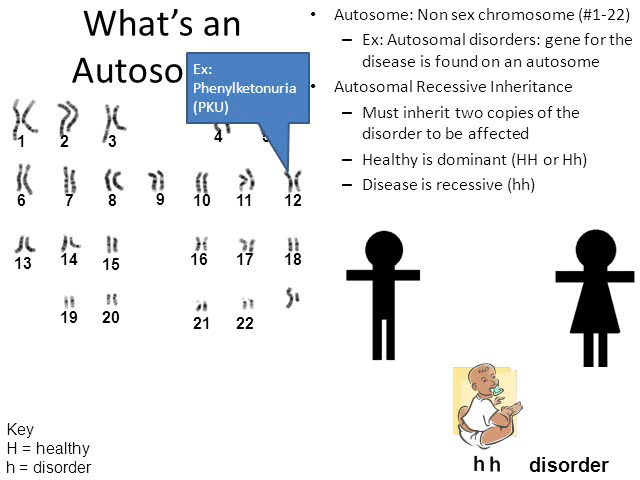 What's an
Autoso
Ex:
Phenylketonuria
(PKU)
• Autosome: Non sex chromosome (#1-22)
– Ex: Autosomal disorders: gene for the
disease is found on an autosome
• Autosomal Recessive Inheritance
– Must inherit two copies of the
disorder to be affected
– Healthy is dominant (HH or Hh)
– Disease is recessive (hh)
1 2 3 4
6 7 8 9 10 11 12
13 14 15 16 17 18
19 20 21 22
Key
H = healthy
h = disorder
h h disorder